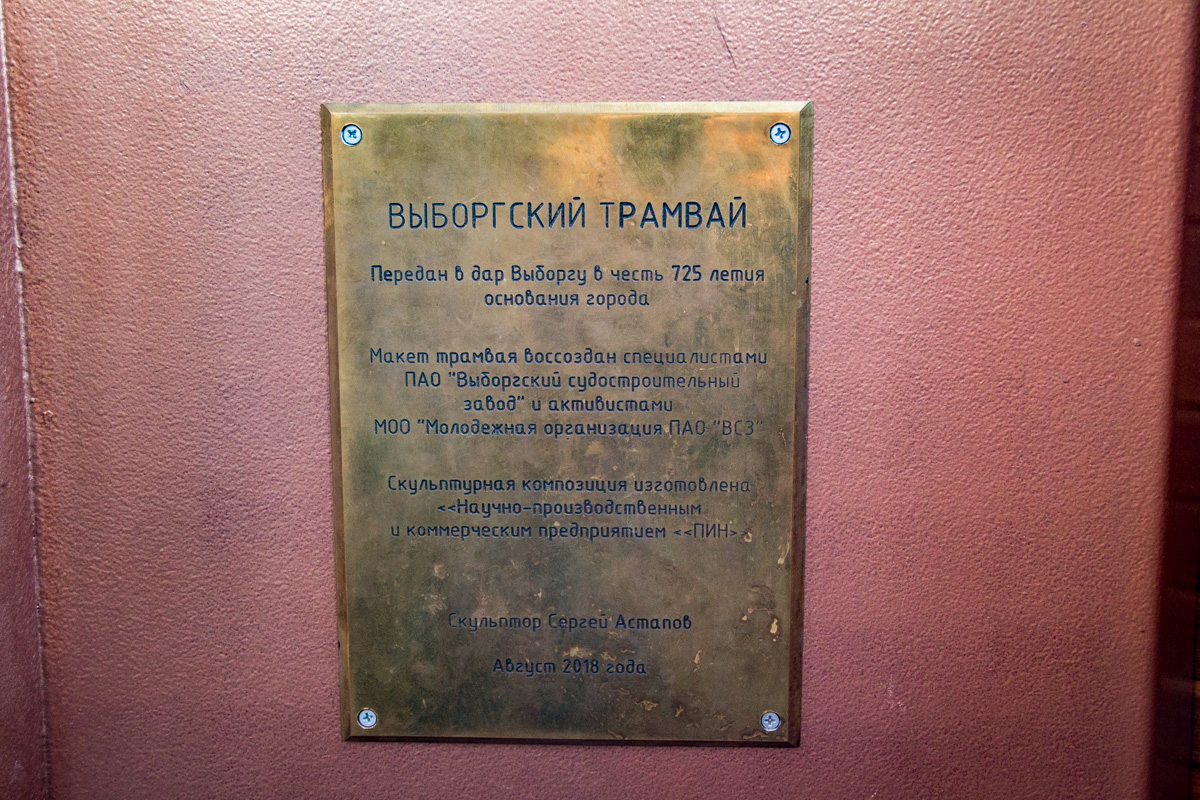 ВЫБОРГСКИЙ ТРАМВАЙ
Передан в дар Выборгу в честь 725 летия
основания города
Макет трамвая воссоздан специалистами
ПАО "Выборгский судостроительный
завод" и активистами
МОО "Молодежная организация ПАО "ВСЗ"
Скульптурная композиция изготовлена
<<Научно-производственным
и коммерческим предприятием <<ПИН>>
Скульптор Сергей Астапов
Август 2018 года